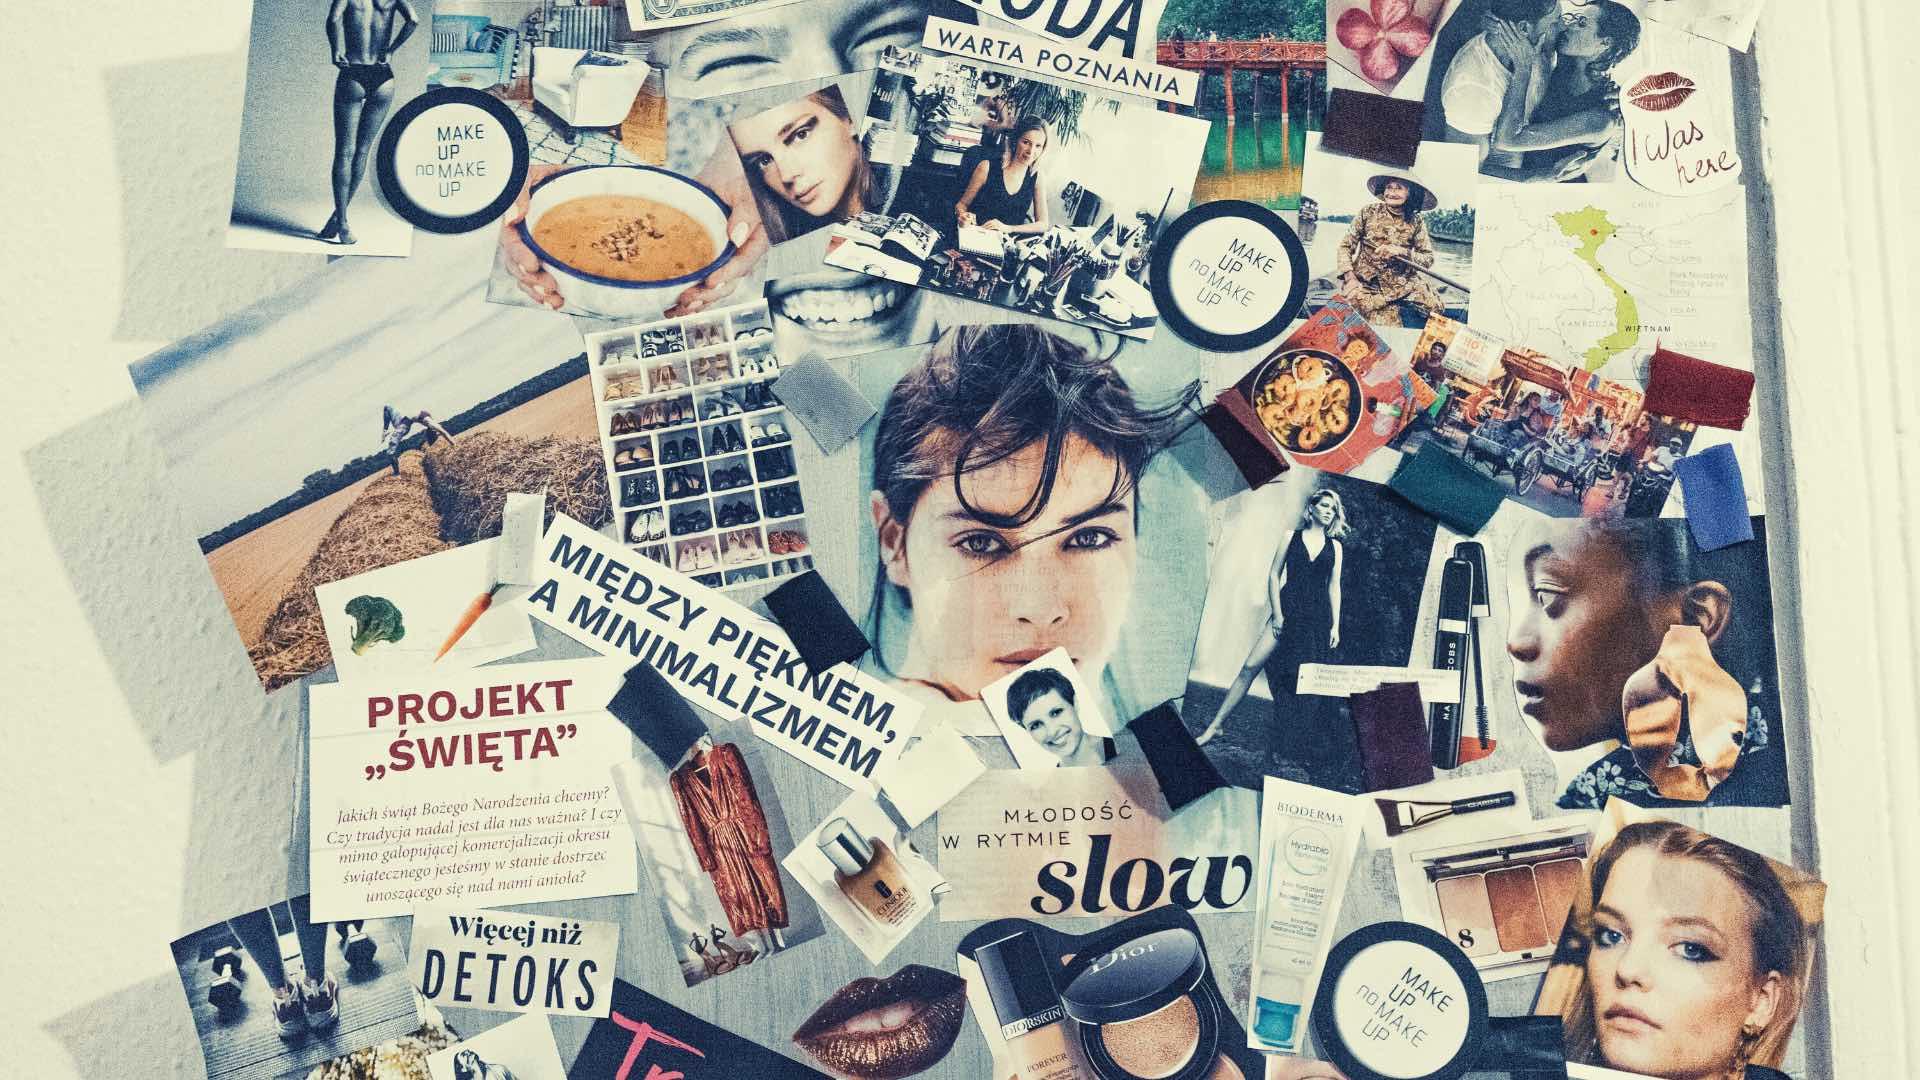 WARTA POZNANIA
I was
here
MAKE
UP
no MAKE
UP
MAKE
UP
no MAKE
UP
CHINY
KAMBODŻA
WIETNAM
MIĘDZY PIĘKNEM,
A MINIMALIZMEM
PROJEKT
„ŚWIĘTA”
Jakich świąt Bożego Narodzenia chcemy?
Czy tradycja nadal jest dla nas ważna? I czy
mimo galopującej komercjalizacji okresu
świątecznego jesteśmy w stanie dostrzec
unoszącego się nad nami anioła?
MŁODOŚĆ
W RYTMIE
slow
CLINIQUE
BIODERMA
Hydrabio
8
Więcej niż
DETOKS
Dior
DIORSKIN
FOREVER
MAKE
UP
no MAKE
UP